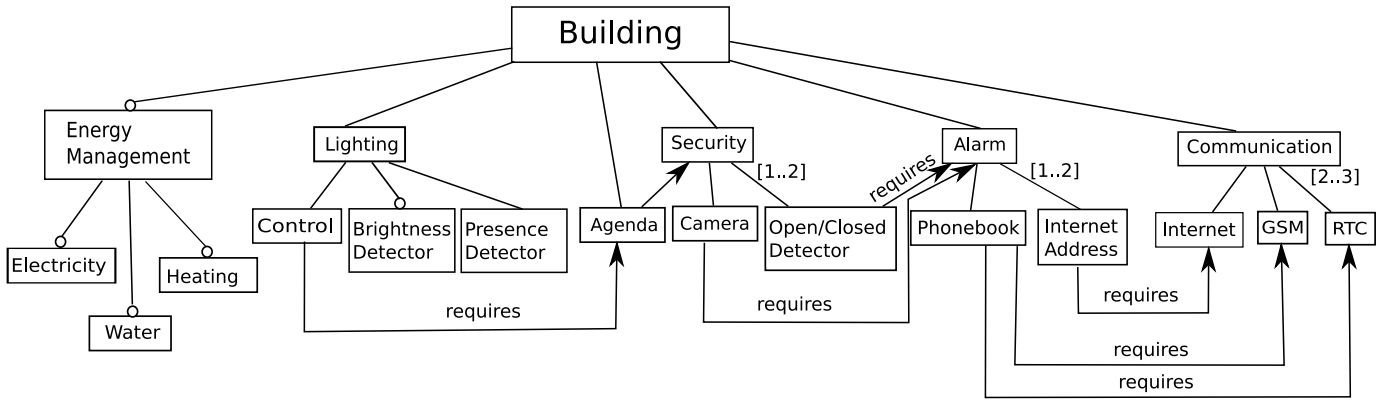 Building
Energy
Management
Lighting
Security
Alarm
Communication
[1..2]
requires
[1..2]
[2..3]
Control
Brightness
Detector
Presence
Detector
Agenda
Camera
Open/Closed
Detector
Phonebook
Internet
Address
Internet
GSM
RTC
Electricity
Heating
Water
requires
requires
requires
requires
requires